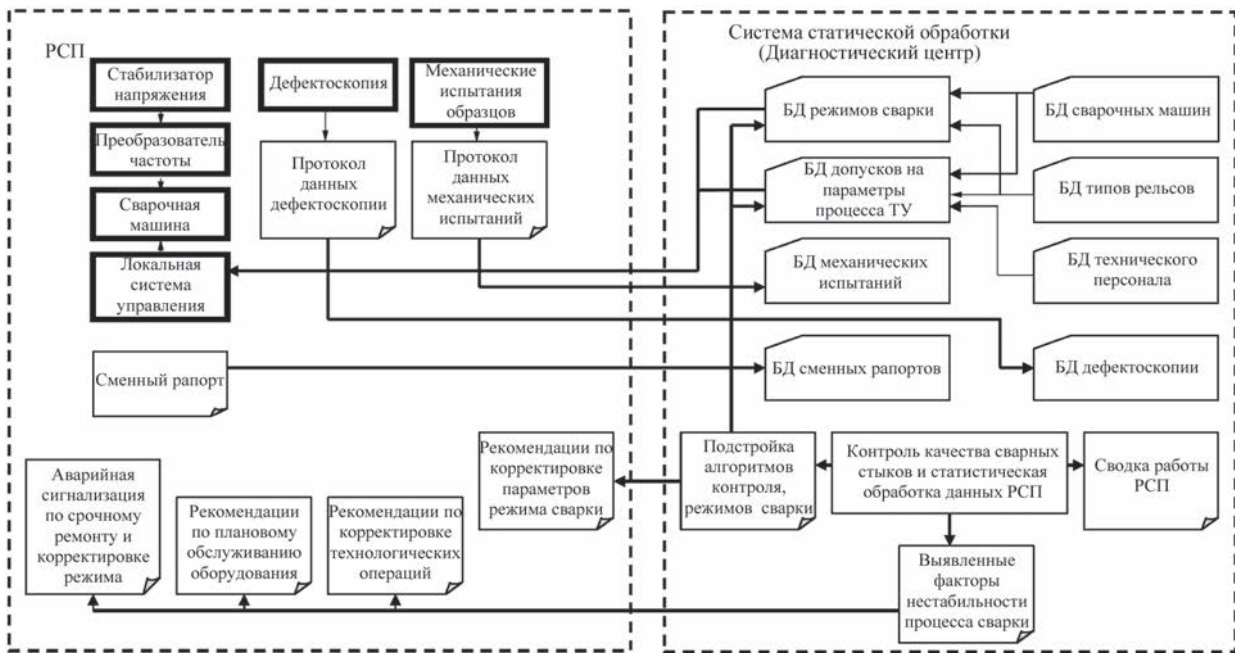 РСП
Стабилизатор
напряжения
Преобразователь
частоты
Сварочная
машина
Локальная
система
управления
Дефектоскопия
Протокол
данных
дефектоскопии
Механические
испытания
образцов
Протокол
данных
механических
испытаний
Сменный рапорт
Рекомендации по
корректировке
параметров
режима сварки
Аварийная
сигнализация
по срочному
ремонту и
корректировке
режима
Рекомендации
по плановому
обслуживанию
оборудования
Рекомендации по
корректировке
технологических
операций
Система статической обработки
(Диагностический центр)
БД режимов сварки
БД допусков на
параметры
процесса ТУ
БД механических
испытаний
БД сменных рапортов
БД сварочных машин
БД типов рельсов
БД технического
персонала
БД дефектоскопии
Подстройка
алгоритмов
контроля,
режимов сварки
Контроль качества сварных
стыков и статистическая
обработка данных РСП
Сводка работы
РСП
Выявленные
факторы
нестабильности
процесса сварки